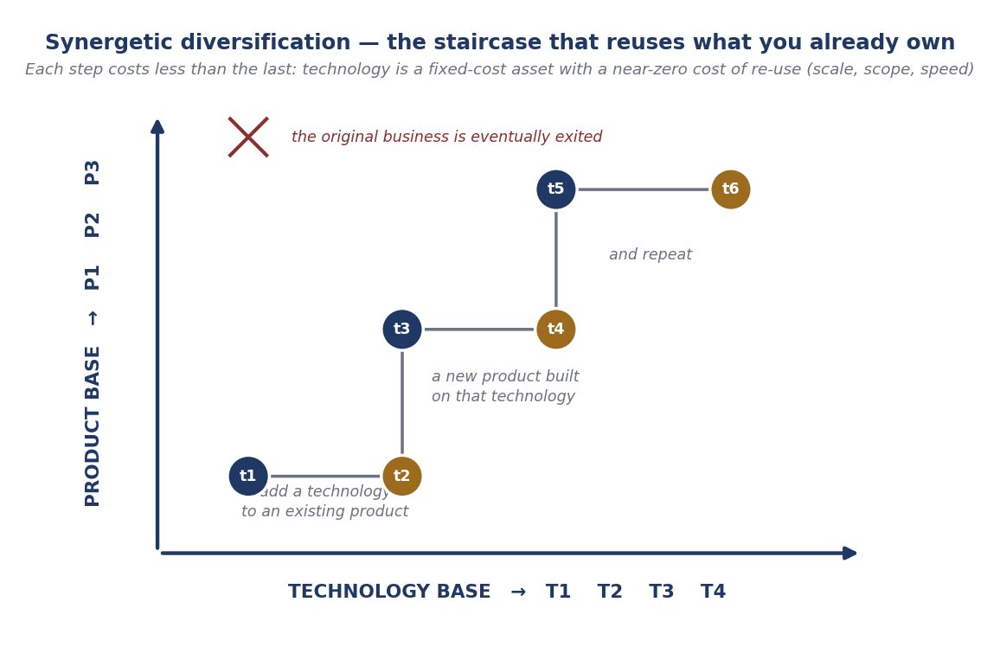 Synergetic diversification — the staircase that reuses what you already own
Each step costs less than the last: technology is a fixed-cost asset with a near-zero cost of re-use (scale, scope, speed)
the original business is eventually exited
t5
t6
and repeat
t3
t4
a new product built
on that technology
t1
t2
add a technology
to an existing product
PRODUCT BASE → P1 P2 P3
TECHNOLOGY BASE → T1 T2 T3 T4